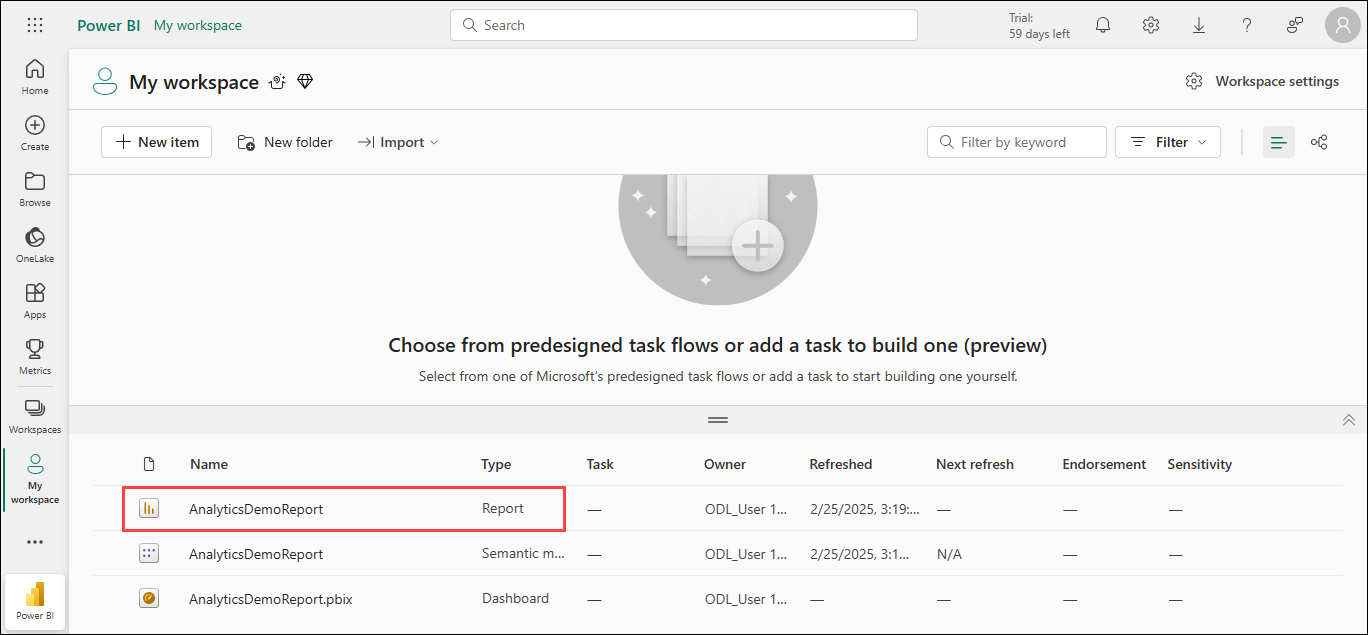 Power BI My workspace
Search
Trial:
59 days left
?
Home
Create
Browse
OneLake
Apps
Metrics
Workspaces
My
workspace
Power BI
My workspace
Workspace settings
New item
New folder
Import
Filter by keyword
Filter
Choose from predesigned task flows or add a task to build one (preview)
Select from one of Microsoft's predesigned task flows or add a task to start building one yourself.
Name Type Task Owner Refreshed Next refresh Endorsement Sensitivity
AnalyticsDemoReport Report — ODL_User 1... 2/25/2025, 3:19:... — — —
AnalyticsDemoReport Semantic m... — ODL_User 1... 2/25/2025, 3:1... N/A — —
AnalyticsDemoReport.pbix Dashboard — ODL_User 1... — — — —